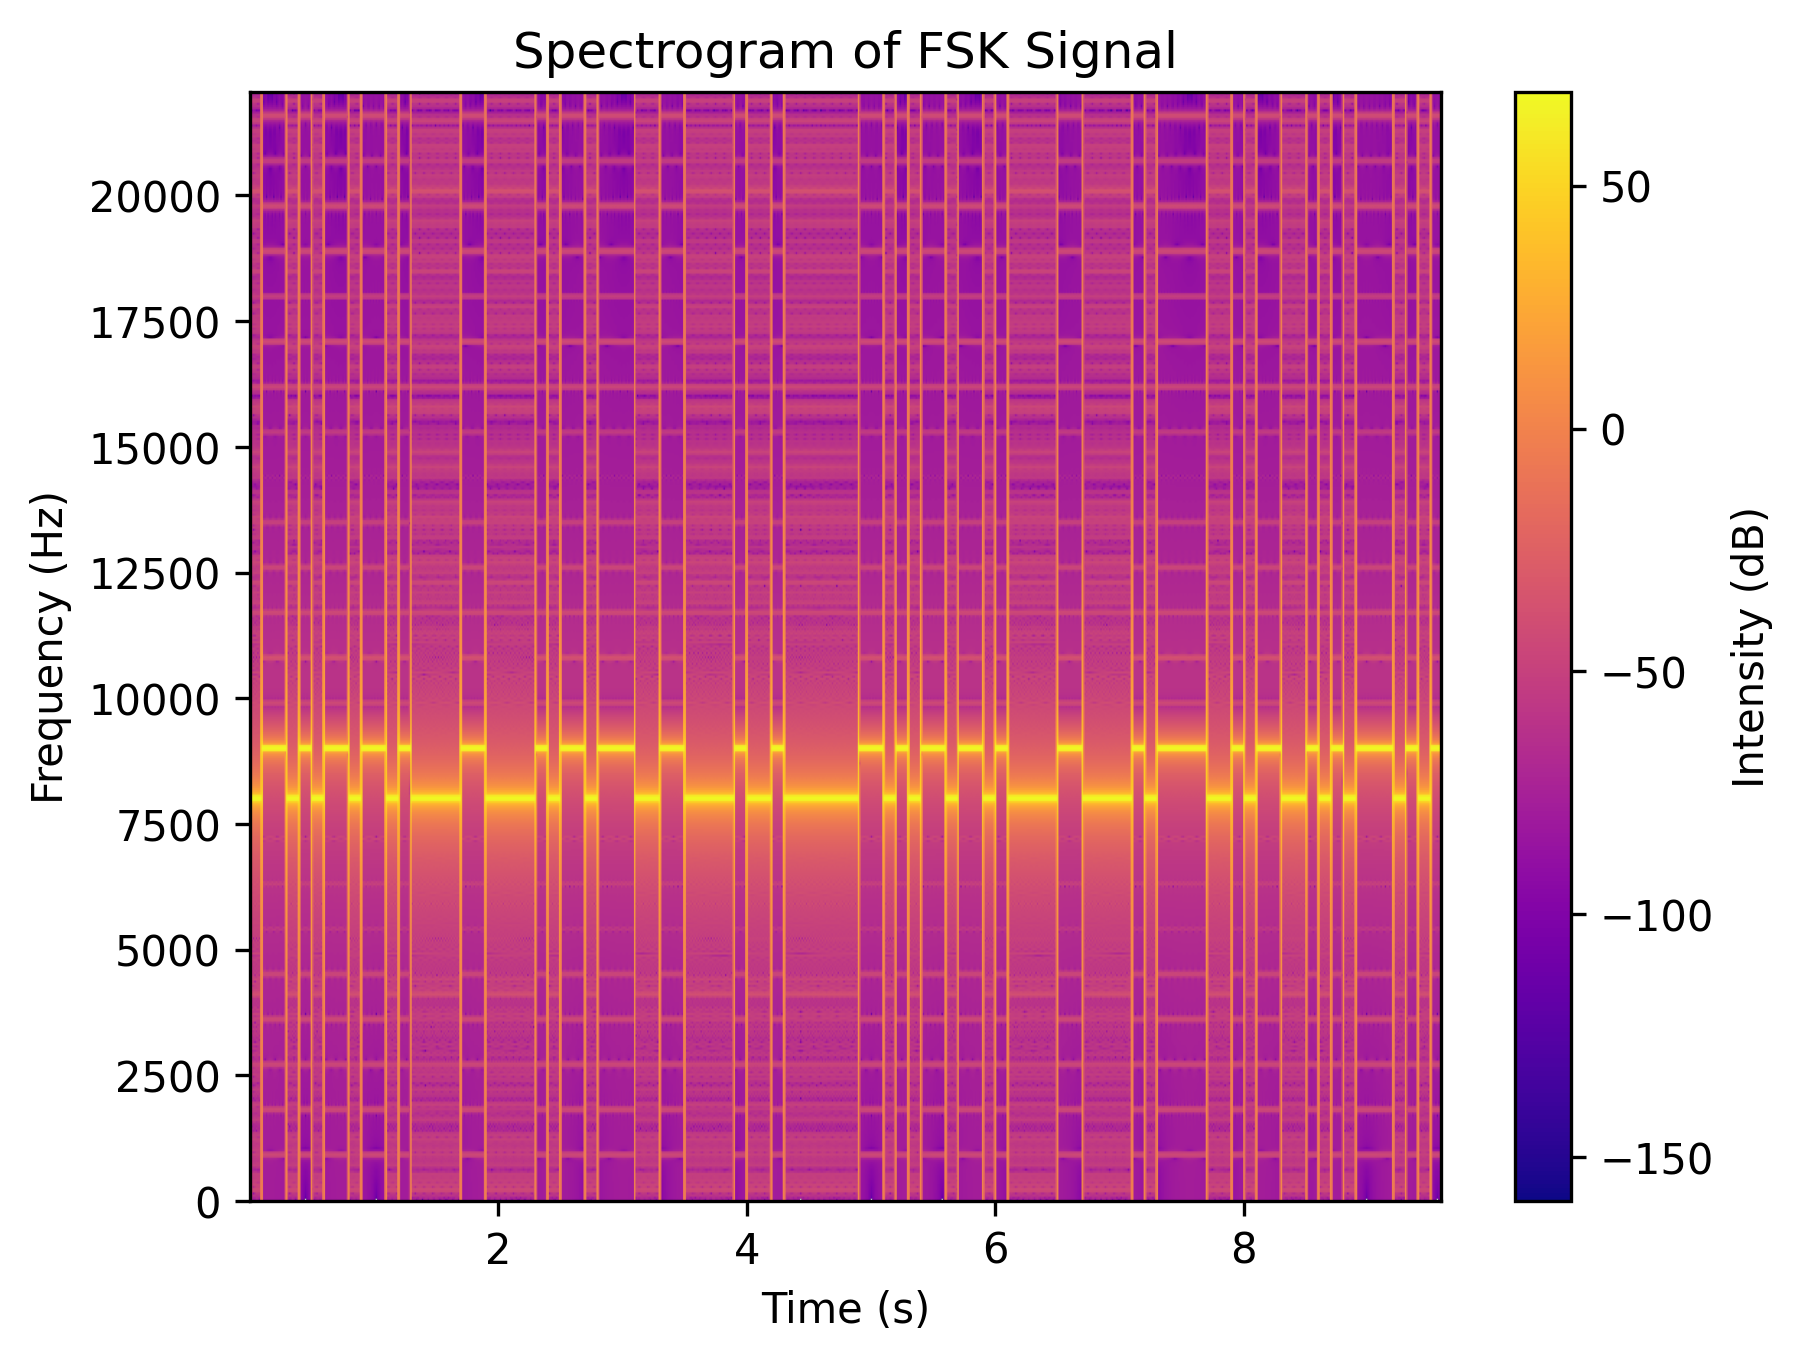 Spectrogram of FSK Signal
20000
17500
15000
12500
10000
7500
5000
2500
0
Frequency (Hz)
2 4 6 8
Time (s)
50
0
−50
−100
−150
Intensity (dB)